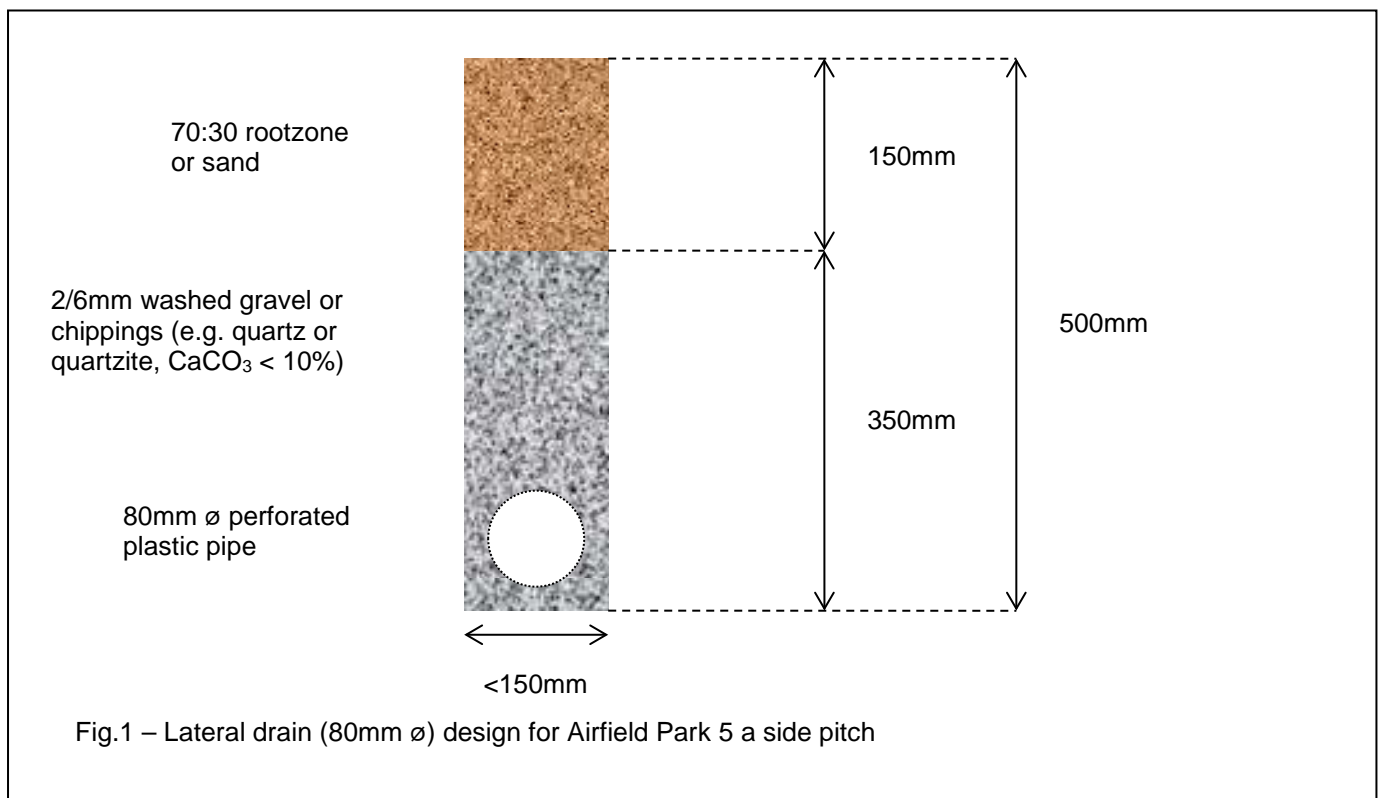 70:30 rootzone
or sand
150mm
2/6mm washed gravel or
chippings (e.g. quartz or
quartzite, CaCO₃ < 10%)
500mm
350mm
80mm ø perforated
plastic pipe
<150mm
Fig.1 – Lateral drain (80mm ø) design for Airfield Park 5 a side pitch